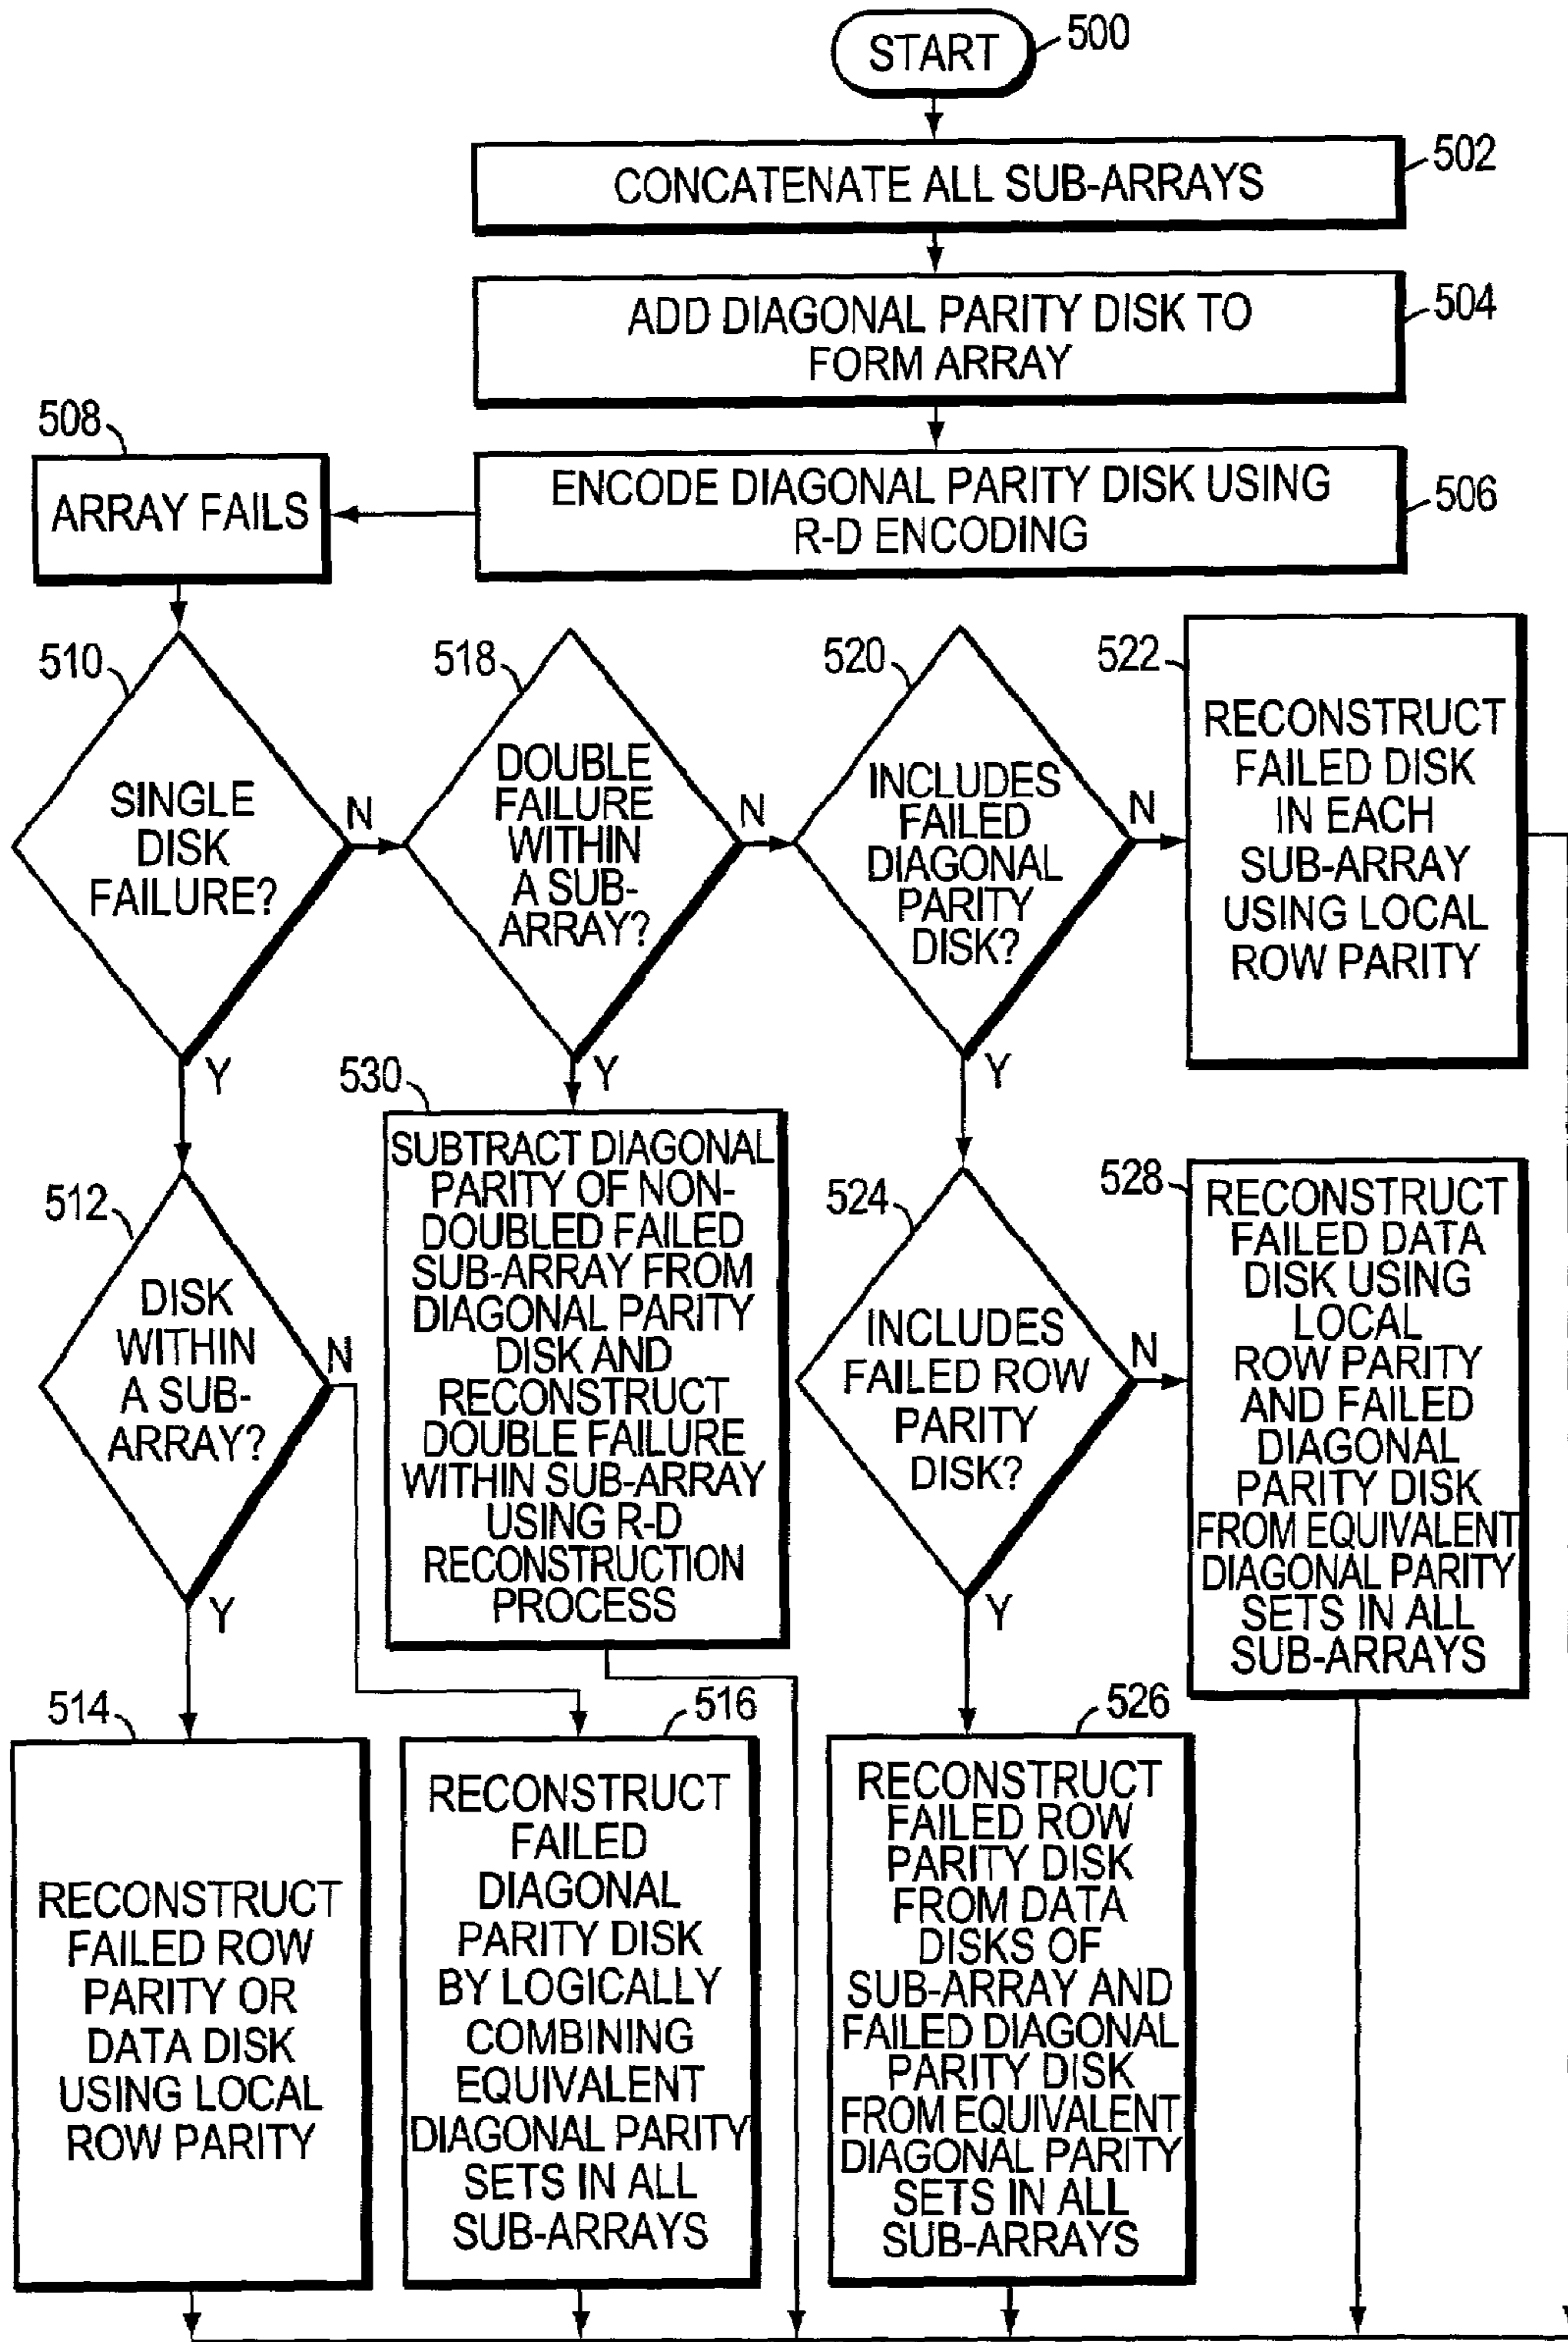 START
500
CONCATENATE ALL SUB-ARRAYS
502
ADD DIAGONAL PARITY DISK TO
FORM ARRAY
504
508
ARRAY FAILS
ENCODE DIAGONAL PARITY DISK USING
R-D ENCODING
506
510
SINGLE
DISK
FAILURE?
N
Y
518
DOUBLE
FAILURE
WITHIN
A SUB-
ARRAY?
N
Y
520
INCLUDES
FAILED
DIAGONAL
PARITY
DISK?
N
Y
522
RECONSTRUCT
FAILED DISK
IN EACH
SUB-ARRAY
USING LOCAL
ROW PARITY
512
DISK
WITHIN
A SUB-
ARRAY?
N
Y
530
SUBTRACT DIAGONAL
PARITY OF NON-
DOUBLED FAILED
SUB-ARRAY FROM
DIAGONAL PARITY
DISK AND
RECONSTRUCT
DOUBLE FAILURE
WITHIN SUB-ARRAY
USING R-D
RECONSTRUCTION
PROCESS
524
INCLUDES
FAILED ROW
PARITY
DISK?
N
Y
528
RECONSTRUCT
FAILED DATA
DISK USING
LOCAL
ROW PARITY
AND FAILED
DIAGONAL
PARITY DISK
FROM EQUIVALENT
DIAGONAL PARITY
SETS IN ALL
SUB-ARRAYS
514
RECONSTRUCT
FAILED ROW
PARITY OR
DATA DISK
USING LOCAL
ROW PARITY
516
RECONSTRUCT
FAILED
DIAGONAL
PARITY DISK
BY LOGICALLY
COMBINING
EQUIVALENT
DIAGONAL PARITY
SETS IN ALL
SUB-ARRAYS
526
RECONSTRUCT
FAILED ROW
PARITY DISK
FROM DATA
DISKS OF
SUB-ARRAY AND
FAILED DIAGONAL
PARITY DISK
FROM EQUIVALENT
DIAGONAL PARITY
SETS IN ALL
SUB-ARRAYS